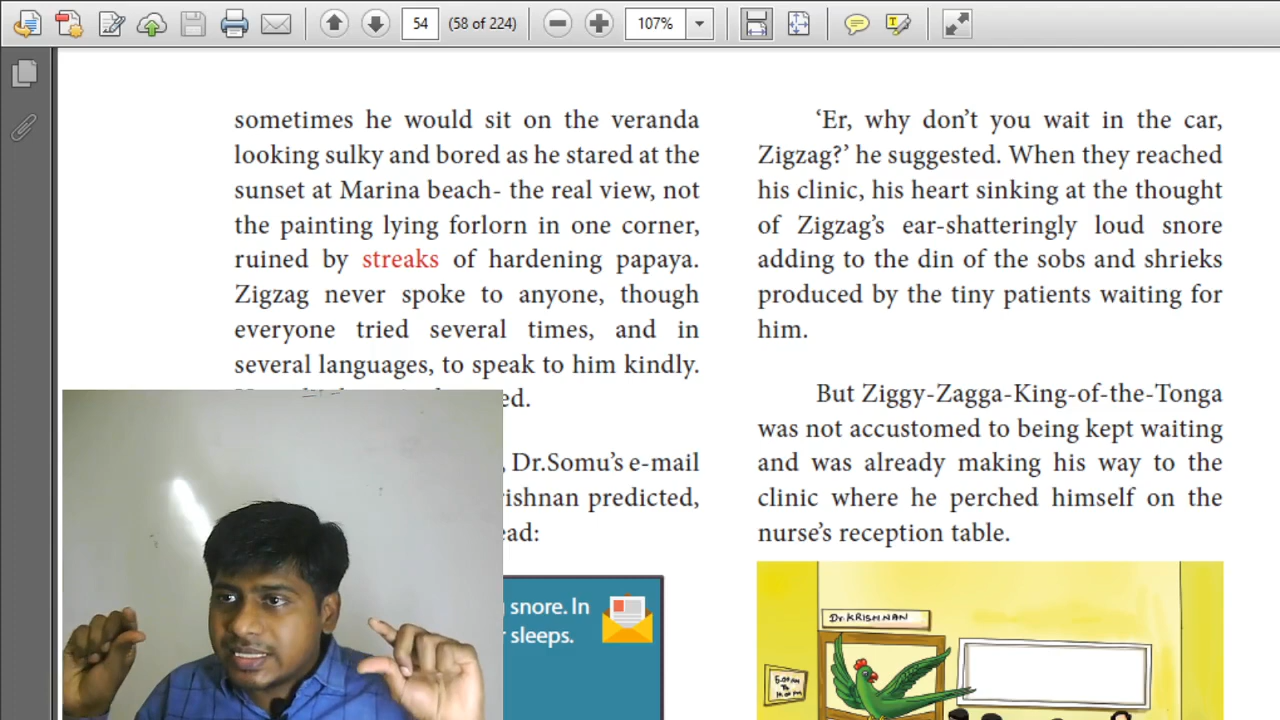 54 (58 of 224) 107%
sometimes he would sit on the veranda
looking sulky and bored as he stared at the
sunset at Marina beach- the real view, not
the painting lying forlorn in one corner,
ruined by streaks of hardening papaya.
Zigzag never spoke to anyone, though
everyone tried several times, and in
several languages, to speak to him kindly.
ed.
, Dr.Somu’s e-mail
rishnan predicted,
ead:
snore. In
sleeps.
‘Er, why don’t you wait in the car,
Zigzag?’ he suggested. When they reached
his clinic, his heart sinking at the thought
of Zigzag’s ear-shatteringly loud snore
adding to the din of the sobs and shrieks
produced by the tiny patients waiting for
him.
But Ziggy-Zagga-King-of-the-Tonga
was not accustomed to being kept waiting
and was already making his way to the
clinic where he perched himself on the
nurse’s reception table.
Dr.KRISHNAN